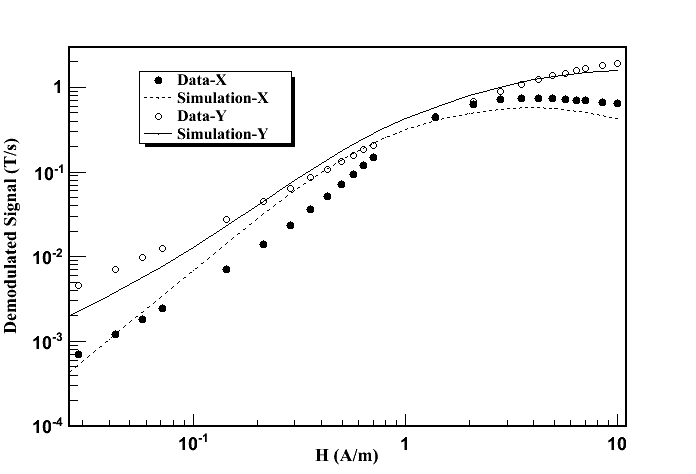 Data-X
Simulation-X
Data-Y
Simulation-Y
Demodulated Signal (T/s)
1
10⁻¹
10⁻²
10⁻³
10⁻⁴
10⁻¹ 1 10
H (A/m)